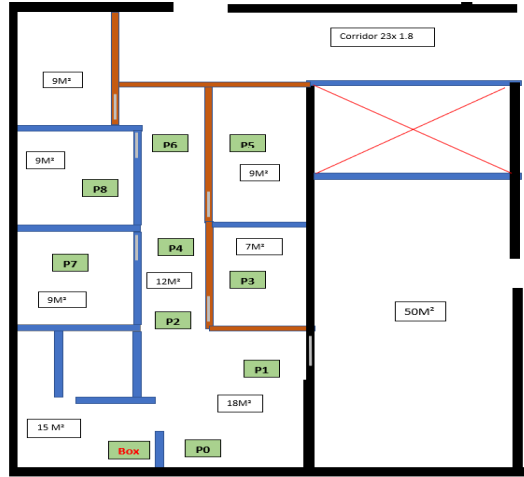 Corridor 23x 1.8
9M²
P6
P5
9M²
9M²
P8
P4
7M²
P7
12M²
P3
9M²
P2
50M²
P1
18M²
15 M²
Box
P0